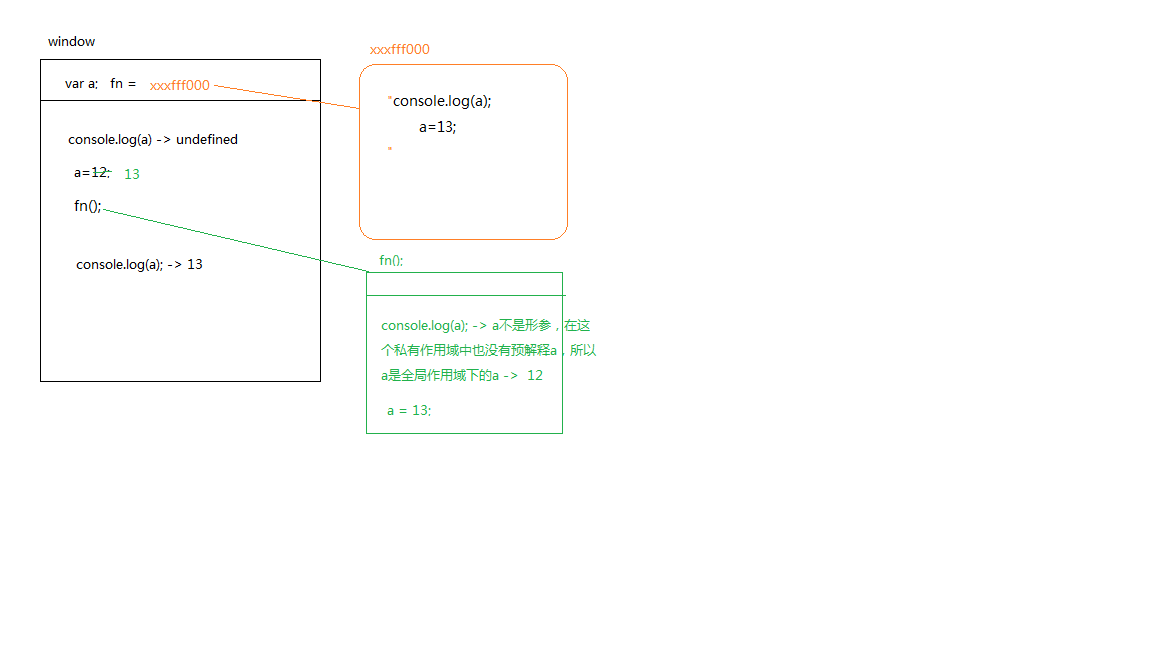 window
var a; fn = xxxfff000
console.log(a) -> undefined
a=12; 13
fn();
console.log(a); -> 13
xxxfff000
"console.log(a);
a=13;
"
fn();
console.log(a); -> a不是形参，在这
个私有作用域中也没有预解释a，所以
a是全局作用域下的a -> 12
a = 13;